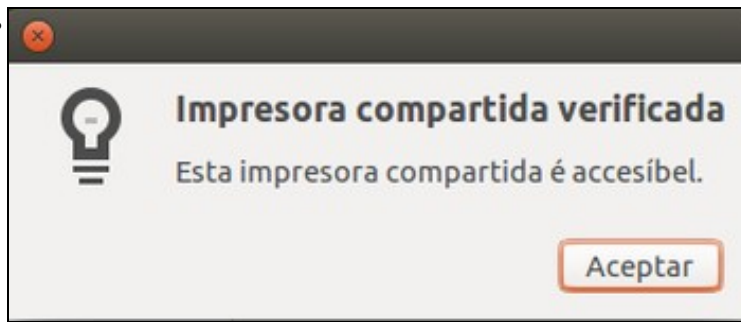 Impresora compartida verificada
Esta impresora compartida é accesíbel.
Aceptar